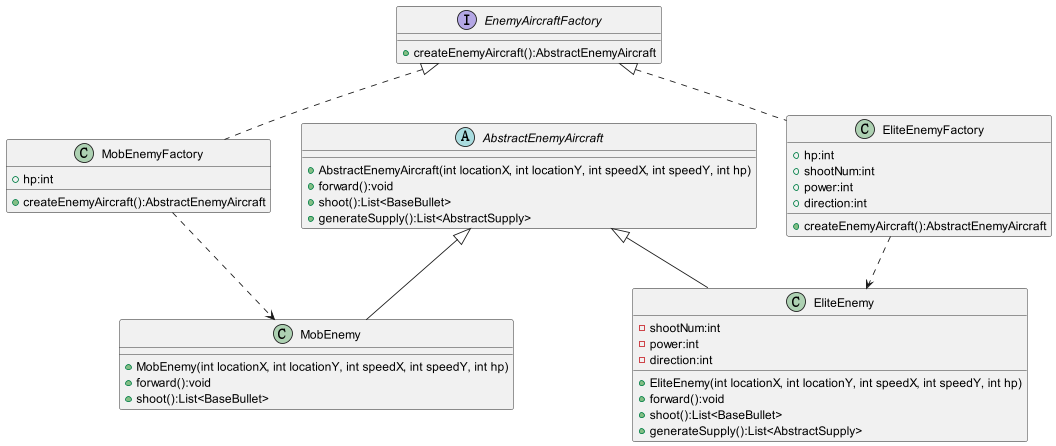 I EnemyAircraftFactory
createEnemyAircraft():AbstractEnemyAircraft
C MobEnemyFactory
hp:int
createEnemyAircraft():AbstractEnemyAircraft
A AbstractEnemyAircraft
AbstractEnemyAircraft(int locationX, int locationY, int speedX, int speedY, int hp)
forward():void
shoot():List<BaseBullet>
generateSupply():List<AbstractSupply>
C EliteEnemyFactory
hp:int
shootNum:int
power:int
direction:int
createEnemyAircraft():AbstractEnemyAircraft
C MobEnemy
MobEnemy(int locationX, int locationY, int speedX, int speedY, int hp)
forward():void
shoot():List<BaseBullet>
C EliteEnemy
shootNum:int
power:int
direction:int
EliteEnemy(int locationX, int locationY, int speedX, int speedY, int hp)
forward():void
shoot():List<BaseBullet>
generateSupply():List<AbstractSupply>